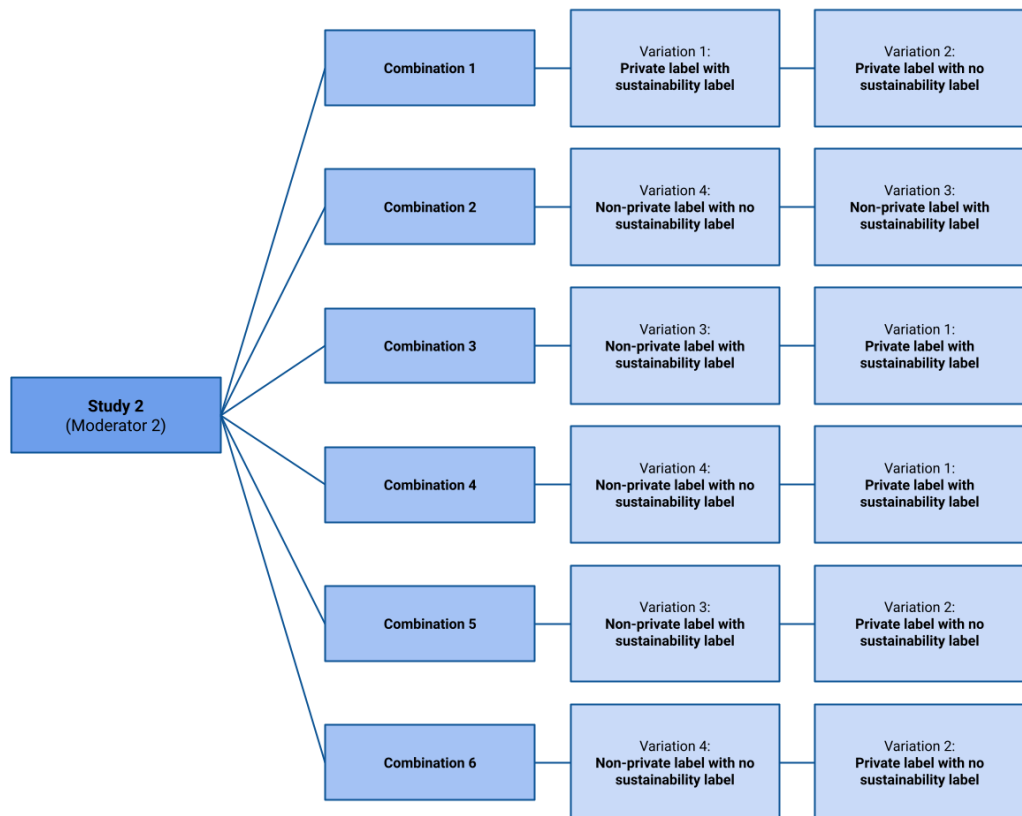 Combination 1
Variation 1:
Private label with
sustainability label
Variation 2:
Private label with no
sustainability label
Combination 2
Variation 4:
Non-private label with no
sustainability label
Variation 3:
Non-private label with
sustainability label
Combination 3
Variation 3:
Non-private label with
sustainability label
Variation 1:
Private label with
sustainability label
Study 2
(Moderator 2)
Combination 4
Variation 4:
Non-private label with no
sustainability label
Variation 1:
Private label with
sustainability label
Combination 5
Variation 3:
Non-private label with
sustainability label
Variation 2:
Private label with no
sustainability label
Combination 6
Variation 4:
Non-private label with no
sustainability label
Variation 2:
Private label with no
sustainability label